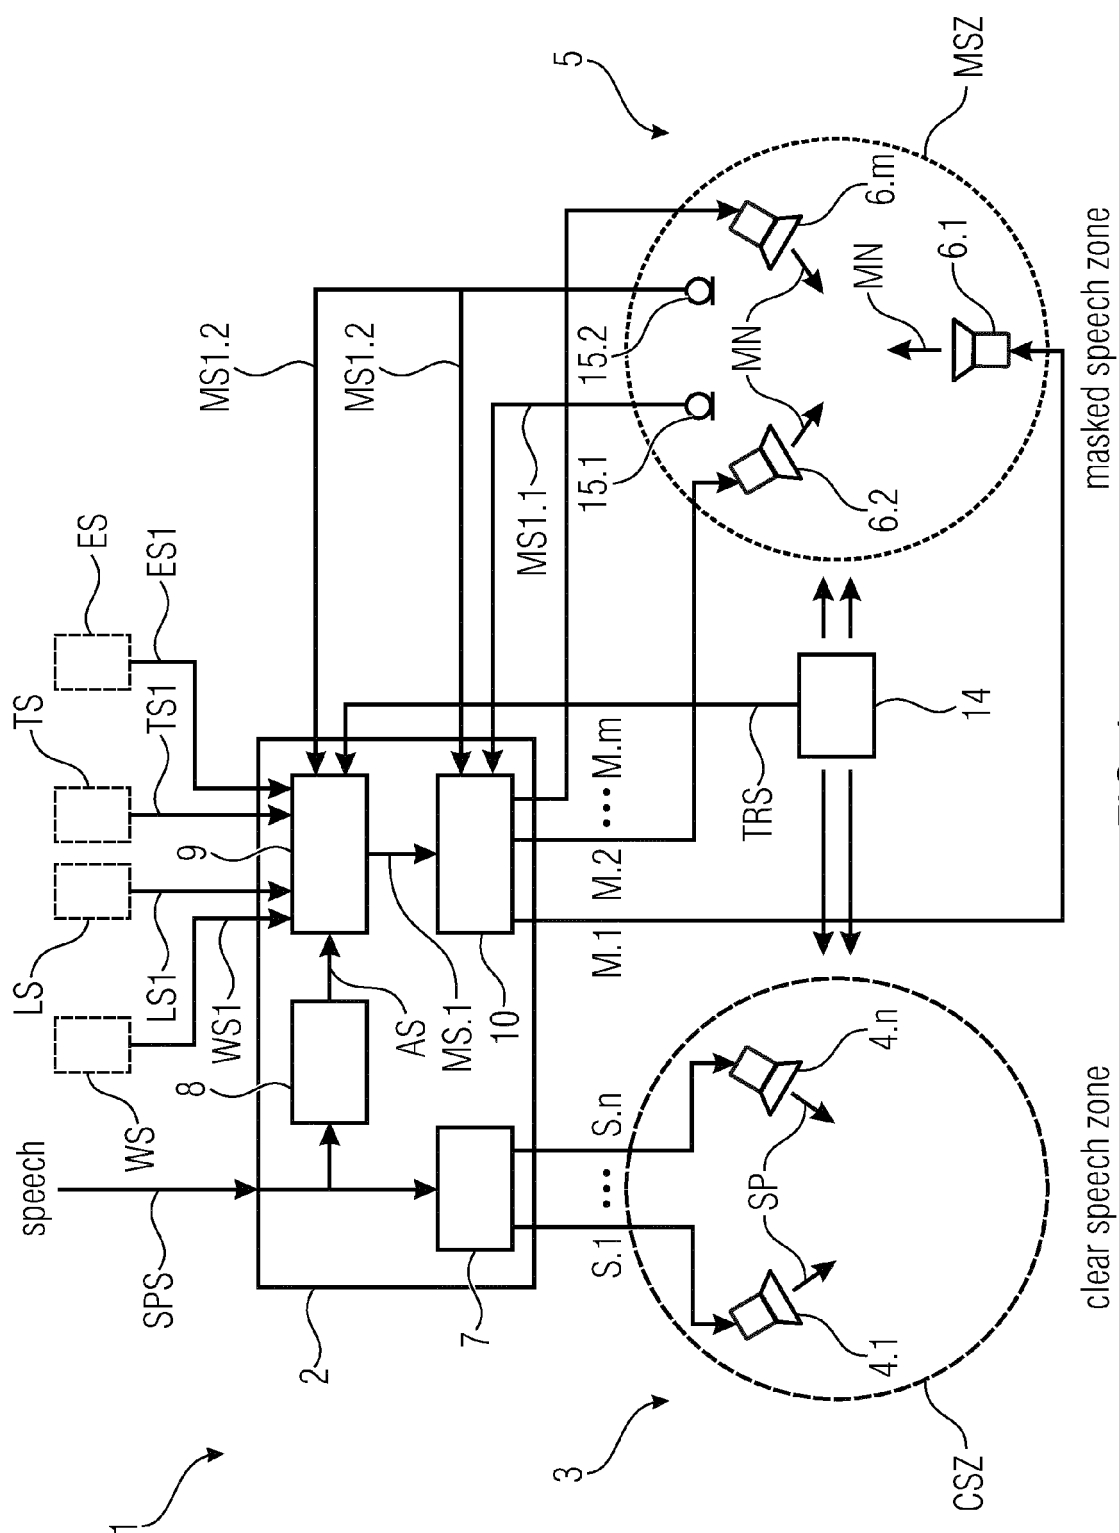 speech
LS
TS
ES
1
WS
SPS
LS1
TS1
ES1
8
9
WS1
MS1.2
2
MS1.2
AS
MS.1
7
10
MS1.1
3
5
S.1 ••• S.n
M.1 M.2 ••• M.m
15.1
15.2
SP
TRS
MN
MN
4.1
4.n
6.2
6.m
6.1
CSZ
14
MSZ
clear speech zone
masked speech zone